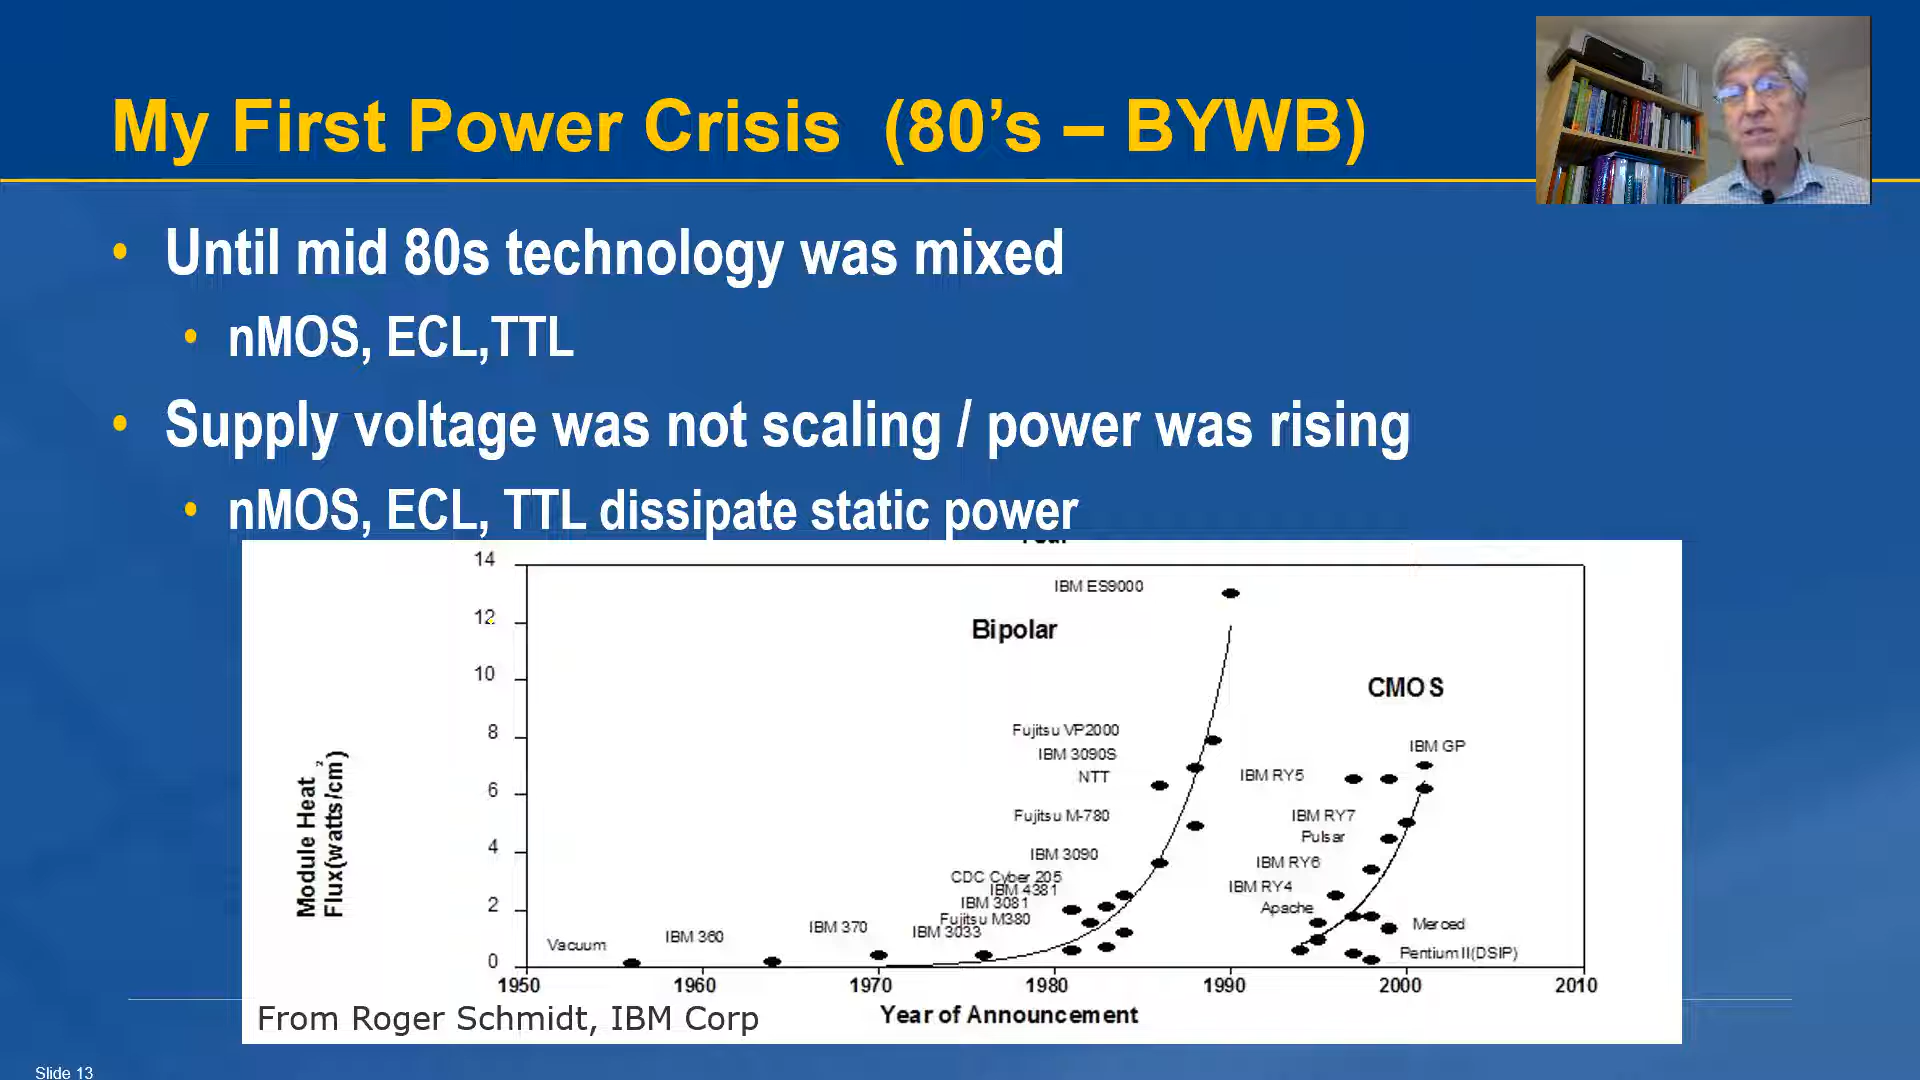 My First Power Crisis (80’s – BYWB)
• Until mid 80s technology was mixed
• nMOS, ECL,TTL
• Supply voltage was not scaling / power was rising
• nMOS, ECL, TTL dissipate static power
14
12
10
8
6
4
2
0
Module Heat
Flux(watts/cm²)
Bipolar
CMOS
IBM ES9000
Fujitsu VP2000
IBM 3090S
NTT
Fujitsu M-780
IBM 3090
CDC Cyber 205
IBM 4381
IBM 3081
Fujitsu M380
IBM 3033
IBM 370
IBM 360
Vacuum
IBM GP
IBM RY5
IBM RY7
Pulsar
IBM RY6
IBM RY4
Apache
Merced
Pentium II(DSIP)
1950 1960 1970 1980 1990 2000 2010
Year of Announcement
From Roger Schmidt, IBM Corp
Slide 13